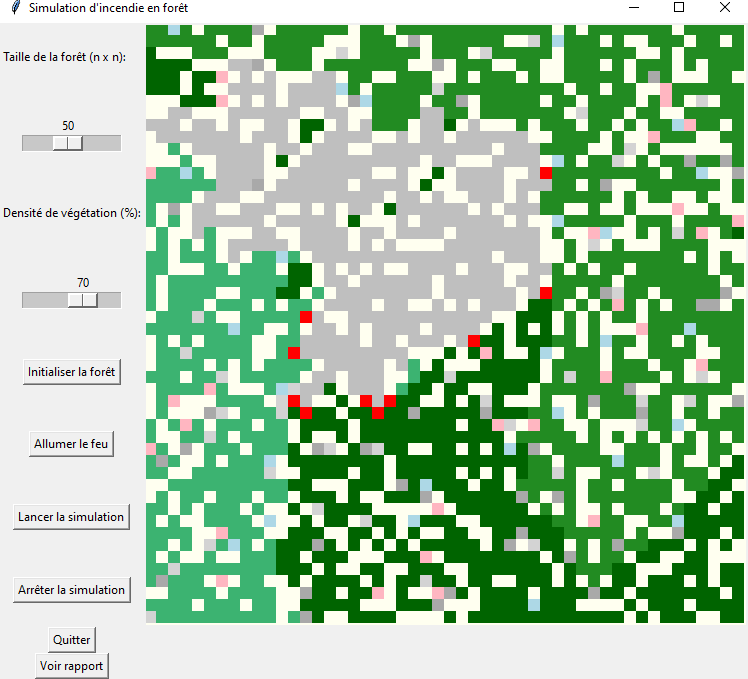 Simulation d'incendie en forêt
Taille de la forêt (n x n):
50
Densité de végétation (%):
70
Initialiser la forêt
Allumer le feu
Lancer la simulation
Arrêter la simulation
Quitter
Voir rapport